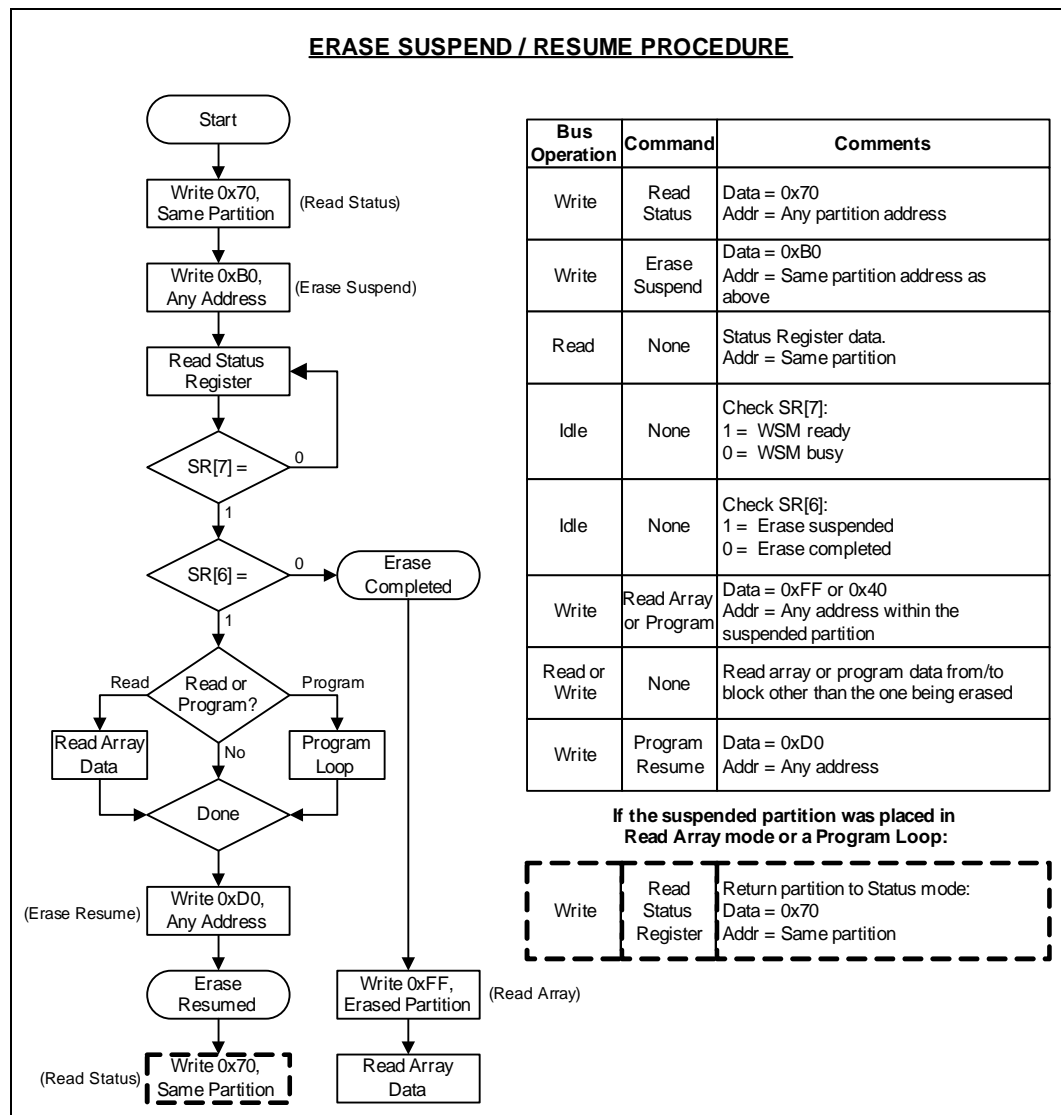 ERASE SUSPEND / RESUME PROCEDURE
Start
Write 0x70,
Same Partition
(Read Status)
Write 0xB0,
Any Address
(Erase Suspend)
Read Status
Register
SR[7] =
0
1
SR[6] =
0
Erase
Completed
1
Read
Read or
Program?
Program
Read Array
Data
No
Program
Loop
Done
(Erase Resume)
Write 0xD0,
Any Address
Erase
Resumed
(Read Status)
Write 0x70,
Same Partition
Write 0xFF,
Erased Partition
(Read Array)
Read Array
Data
Bus
Operation
Command
Comments
Write
Read
Status
Data = 0x70
Addr = Any partition address
Write
Erase
Suspend
Data = 0xB0
Addr = Same partition address as
above
Read
None
Status Register data.
Addr = Same partition
Idle
None
Check SR[7]:
1 = WSM ready
0 = WSM busy
Idle
None
Check SR[6]:
1 = Erase suspended
0 = Erase completed
Write
Read Array
or Program
Data = 0xFF or 0x40
Addr = Any address within the
suspended partition
Read or
Write
None
Read array or program data from/to
block other than the one being erased
Write
Program
Resume
Data = 0xD0
Addr = Any address
If the suspended partition was placed in
Read Array mode or a Program Loop:
Write
Read
Status
Register
Return partition to Status mode:
Data = 0x70
Addr = Same partition